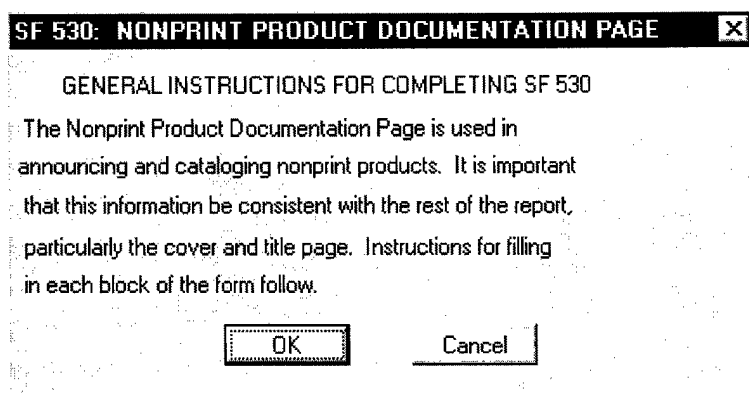 SF 530: NONPRINT PRODUCT DOCUMENTATION PAGE
GENERAL INSTRUCTIONS FOR COMPLETING SF 530
The Nonprint Product Documentation Page is used in
announcing and cataloging nonprint products. It is important
that this information be consistent with the rest of the report,
particularly the cover and title page. Instructions for filling
in each block of the form follow.
OK Cancel